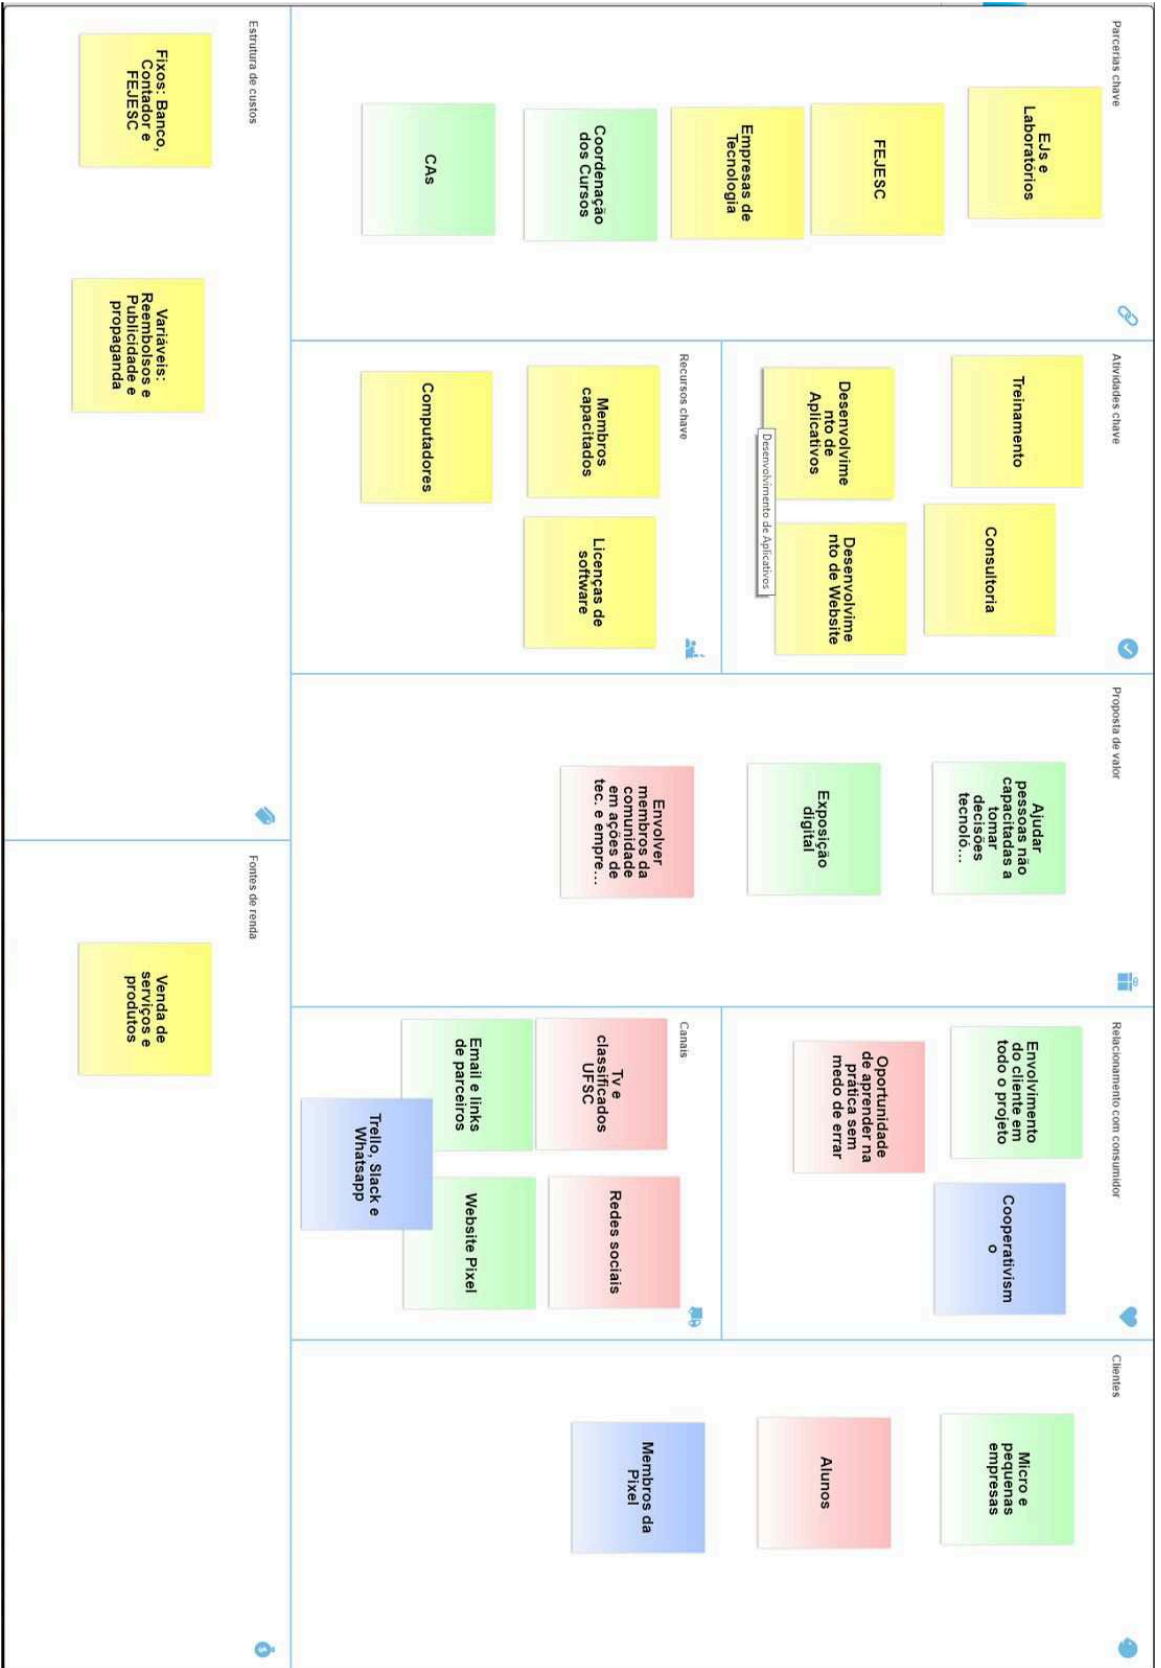 Parcerias chave
EJs e
Laboratórios
FEJESC
Empresas de
Tecnologia
Coordenação
dos Cursos
CAs
Atividades chave
Treinamento
Consultoria
Desenvolvime
nto de
Aplicativos
Desenvolvime
nto de Website
Desenvolvimento de Aplicativos
Recursos chave
Membros
capacitados
Licenças de
software
Computadores
Proposta de valor
Ajudar
pessoas não
capacitadas a
tomar
decisões
tecnoló...
Exposição
digital
Envolver
membros da
comunidade
em ações de
tec. e empre...
Relacionamento com consumidor
Envolvimento
do cliente em
todo o projeto
Cooperativism
o
Oportunidade
de aprender na
prática sem
medo de errar
Canais
Tv e
classificados
UFSC
Redes sociais
Email e links
de parceiros
Website Pixel
Trello, Slack e
Whatsapp
Clientes
Micro e
pequenas
empresas
Alunos
Membros da
Pixel
Estrutura de custos
Fixos: Banco,
Contador e
FEJESC
Variáveis:
Reembolsos e
Publicidade e
propaganda
Fontes de renda
Venda de
serviços e
produtos